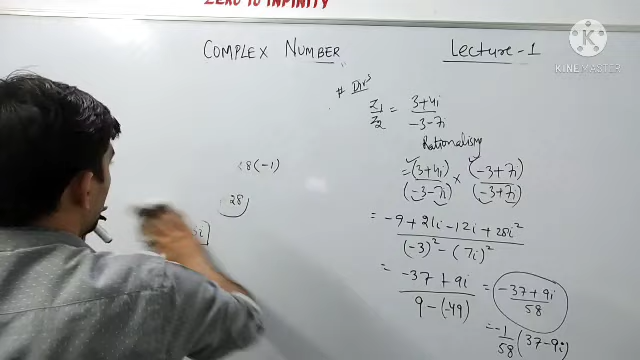 ZERO TO INFINITY
COMPLEX NUMBER
Lecture-1
KINEMASTER
# Divs
z1/z2 = (3+4i)/(-3-7i)
Rationalising
= (3+4i)/(-3-7i) × (-3+7i)/(-3+7i)
= (-9+21i-12i+28i²)/((-3)²-(7i)²)
= (-37+9i)/(9-(-49)) = (-37+9i)/58
= -1/58 (37-9i)
8(-1)
28